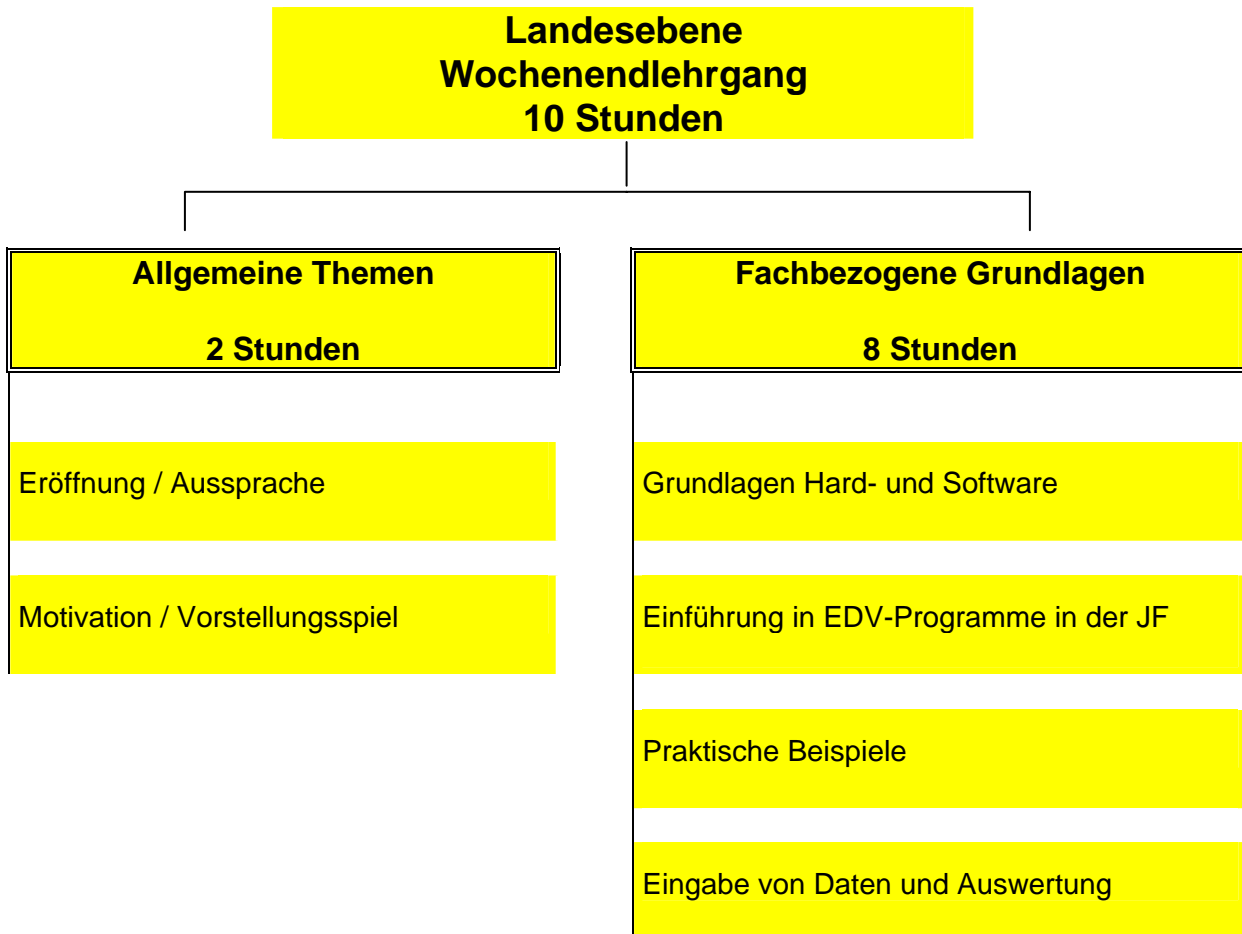 Landesebene
Wochenendlehrgang
10 Stunden
Allgemeine Themen
2 Stunden
Eröffnung / Aussprache
Motivation / Vorstellungsspiel
Fachbezogene Grundlagen
8 Stunden
Grundlagen Hard- und Software
Einführung in EDV-Programme in der JF
Praktische Beispiele
Eingabe von Daten und Auswertung